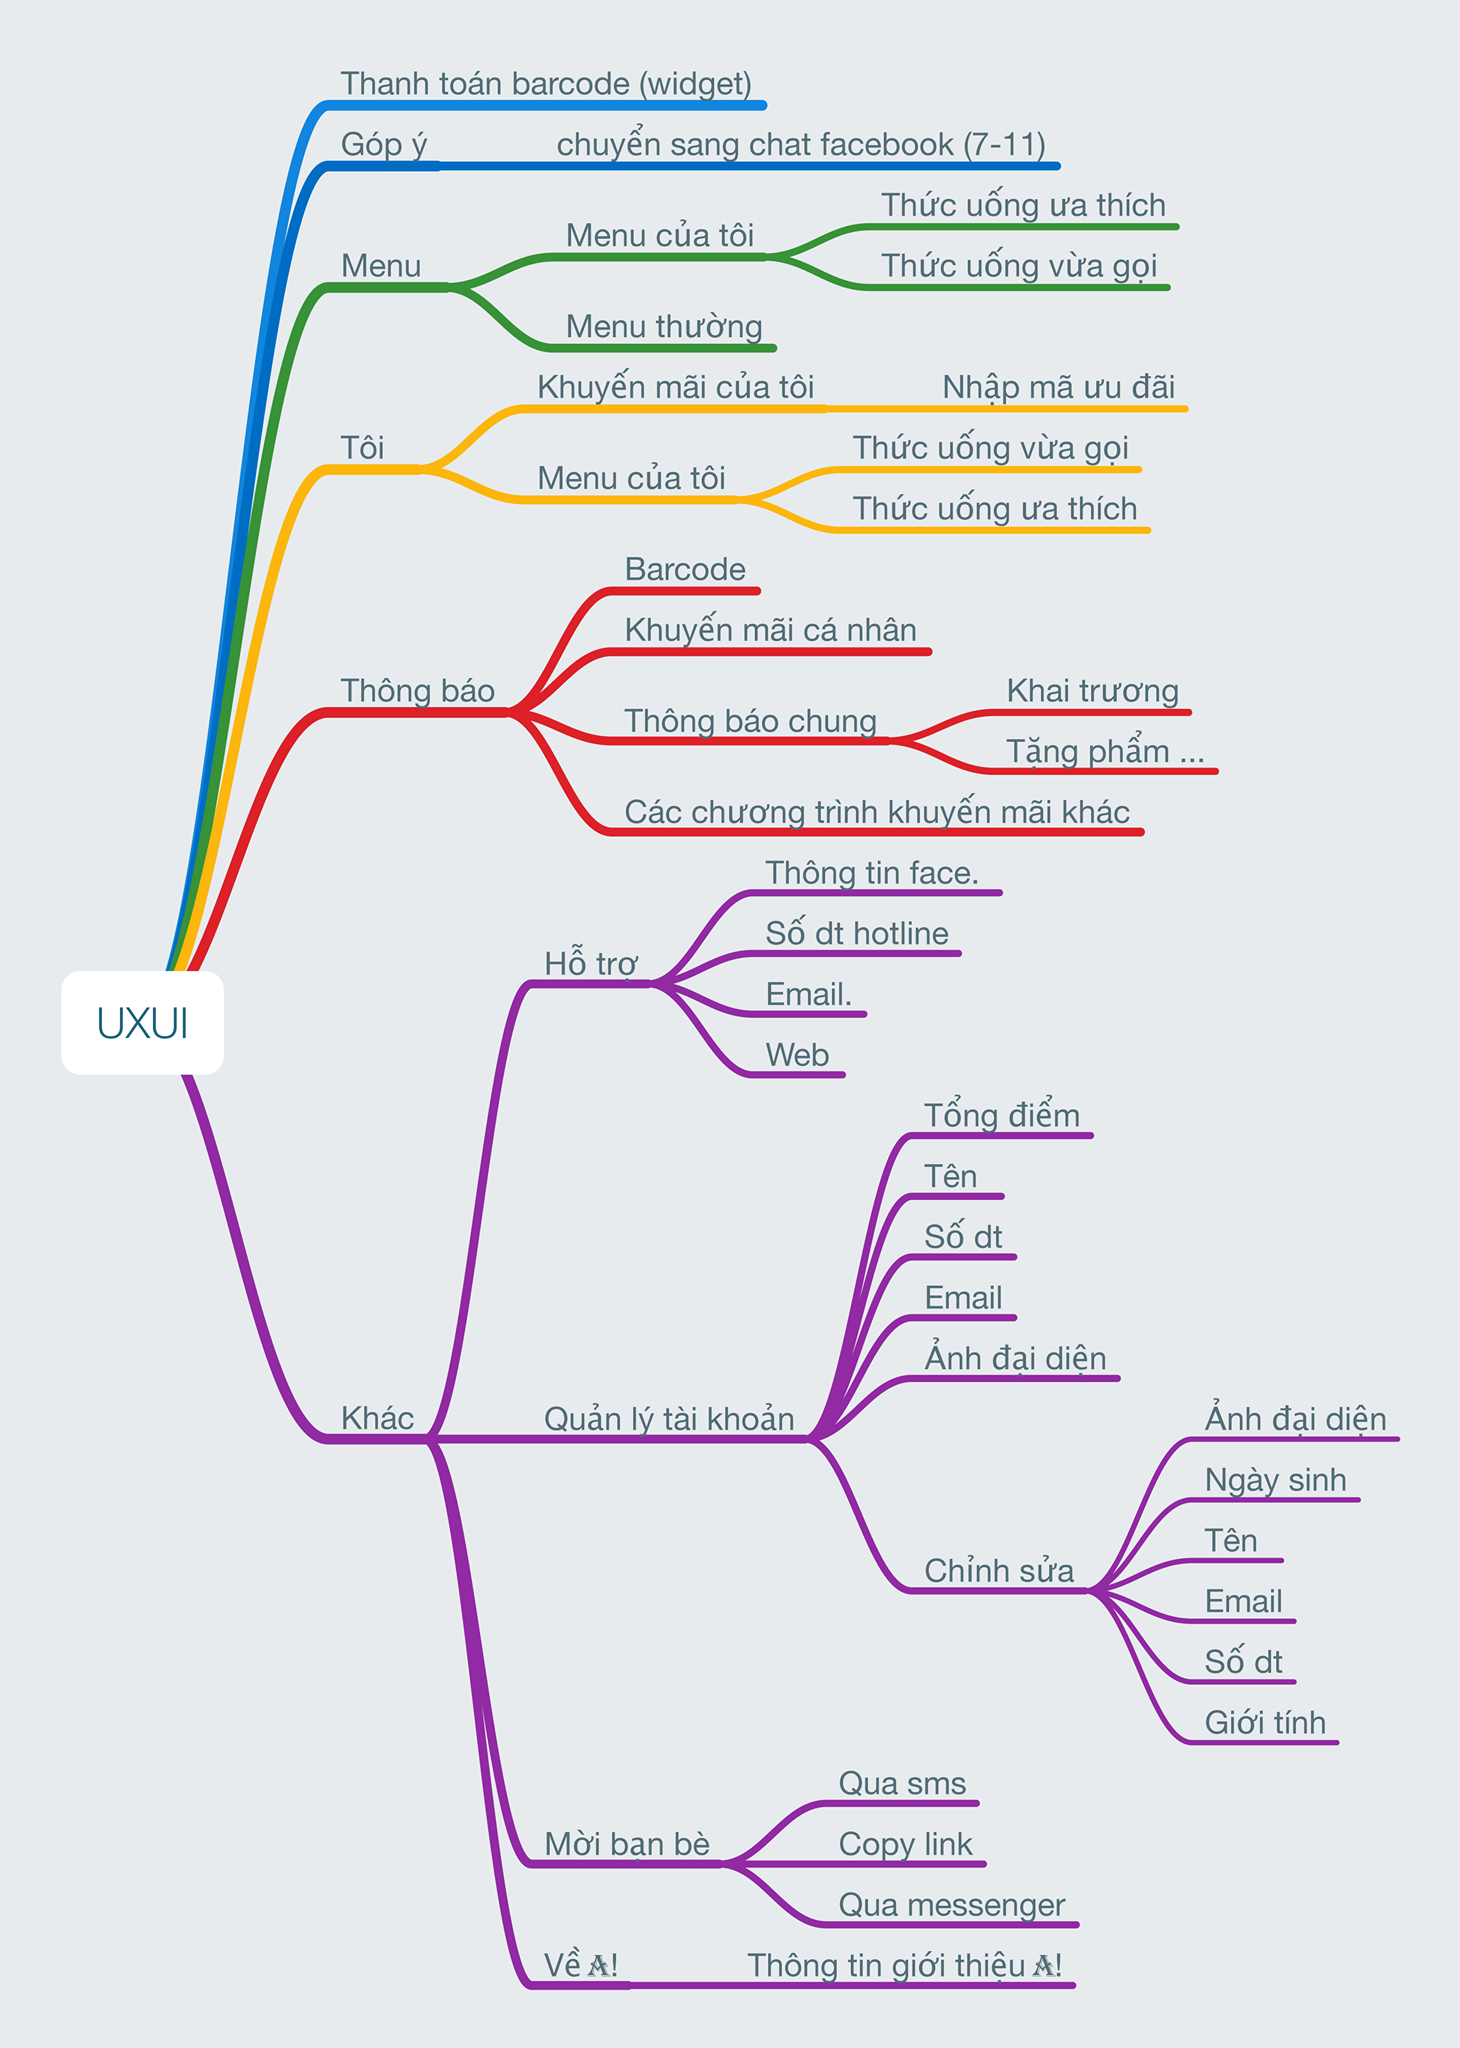 Thanh toán barcode (widget)
Góp ý
chuyển sang chat facebook (7-11)
Menu
Menu của tôi
Thức uống ưa thích
Thức uống vừa gọi
Menu thường
Tôi
Khuyến mãi của tôi
Nhập mã ưu đãi
Menu của tôi
Thức uống vừa gọi
Thức uống ưa thích
Thông báo
Barcode
Khuyến mãi cá nhân
Thông báo chung
Khai trương
Tặng phẩm ...
Các chương trình khuyến mãi khác
UXUI
Khác
Hỗ trợ
Thông tin face.
Số dt hotline
Email.
Web
Quản lý tài khoản
Tổng điểm
Tên
Số dt
Email
Ảnh đại diện
Chỉnh sửa
Ảnh đại diện
Ngày sinh
Tên
Email
Số dt
Giới tính
Mời bạn bè
Qua sms
Copy link
Qua messenger
Về A!
Thông tin giới thiệu A!